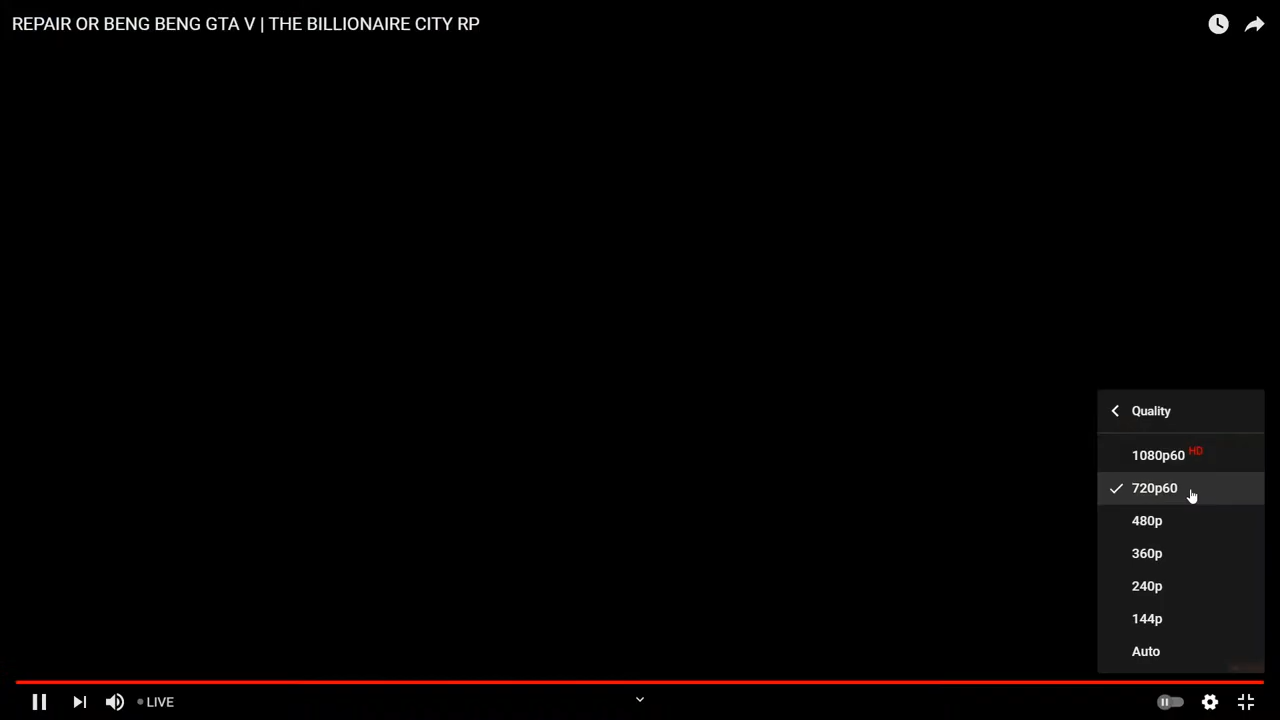 REPAIR OR BENG BENG GTA V | THE BILLIONAIRE CITY RP
Quality
1080p60 HD
720p60
480p
360p
240p
144p
Auto
LIVE